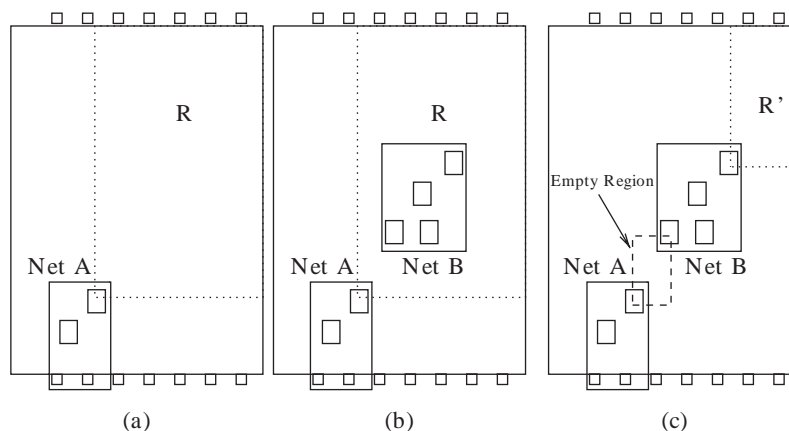 R
Net A
(a)
R
Net A
Net B
(b)
R'
Empty Region
Net A
Net B
(c)